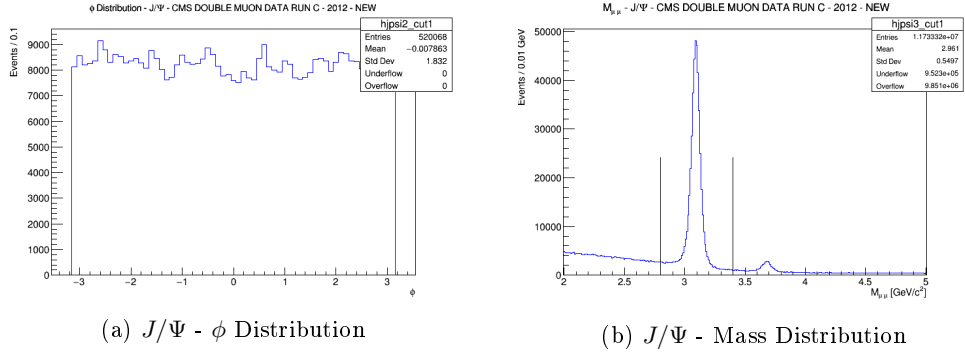 ϕ Distribution - J/Ψ - CMS DOUBLE MUON DATA RUN C - 2012 - NEW
hjpsi2_cut1
Entries 520068
Mean −0.007863
Std Dev 1.832
Underflow 0
Overflow 0
Events / 0.1
9000
8000
7000
6000
5000
4000
3000
2000
1000
0
−3 −2 −1 0 1 2 3
ϕ
(a) J/Ψ - ϕ Distribution
M_μμ - J/Ψ - CMS DOUBLE MUON DATA RUN C - 2012 - NEW
hjpsi3_cut1
Entries 1.173332e+07
Mean 2.961
Std Dev 0.5497
Underflow 9.523e+05
Overflow 9.851e+06
Events / 0.01 GeV
50000
40000
30000
20000
10000
0
2 2.5 3 3.5 4 4.5 5
M_μμ [GeV/c²]
(b) J/Ψ - Mass Distribution